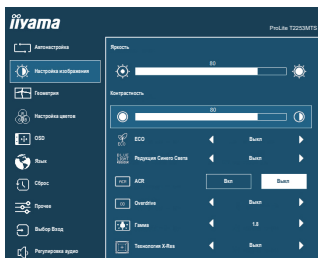 iiyama
ProLite T2253MTS
Автонастройка
Настройка изображения
Геометрия
Настройка цветов
OSD
Язык
Сброс
Прочее
Выбор Вход
Регулировка аудио
Яркость
80
Контрастность
80
ECO
ECO
Выкл
Редукция Синего Света
Выкл
ACR
ACR
Вкл
Выкл
Overdrive
Выкл
Гамма
1.8
Технология X-Res
Выкл